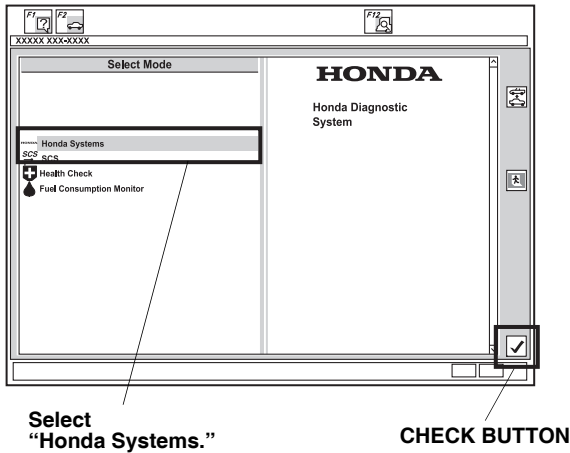 F1 F2 F12
XXXXX XXX-XXXX
Select Mode
HONDA
Honda Diagnostic
System
HONDA Honda Systems
SCS SCS
Health Check
Fuel Consumption Monitor
Select
“Honda Systems.”
CHECK BUTTON